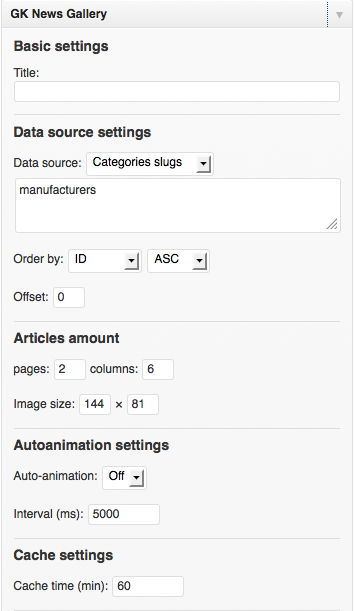 GK News Gallery
Basic settings
Title:
Data source settings
Data source: Categories slugs
manufacturers
Order by: ID ASC
Offset: 0
Articles amount
pages: 2 columns: 6
Image size: 144 × 81
Autoanimation settings
Auto-animation: Off
Interval (ms): 5000
Cache settings
Cache time (min): 60